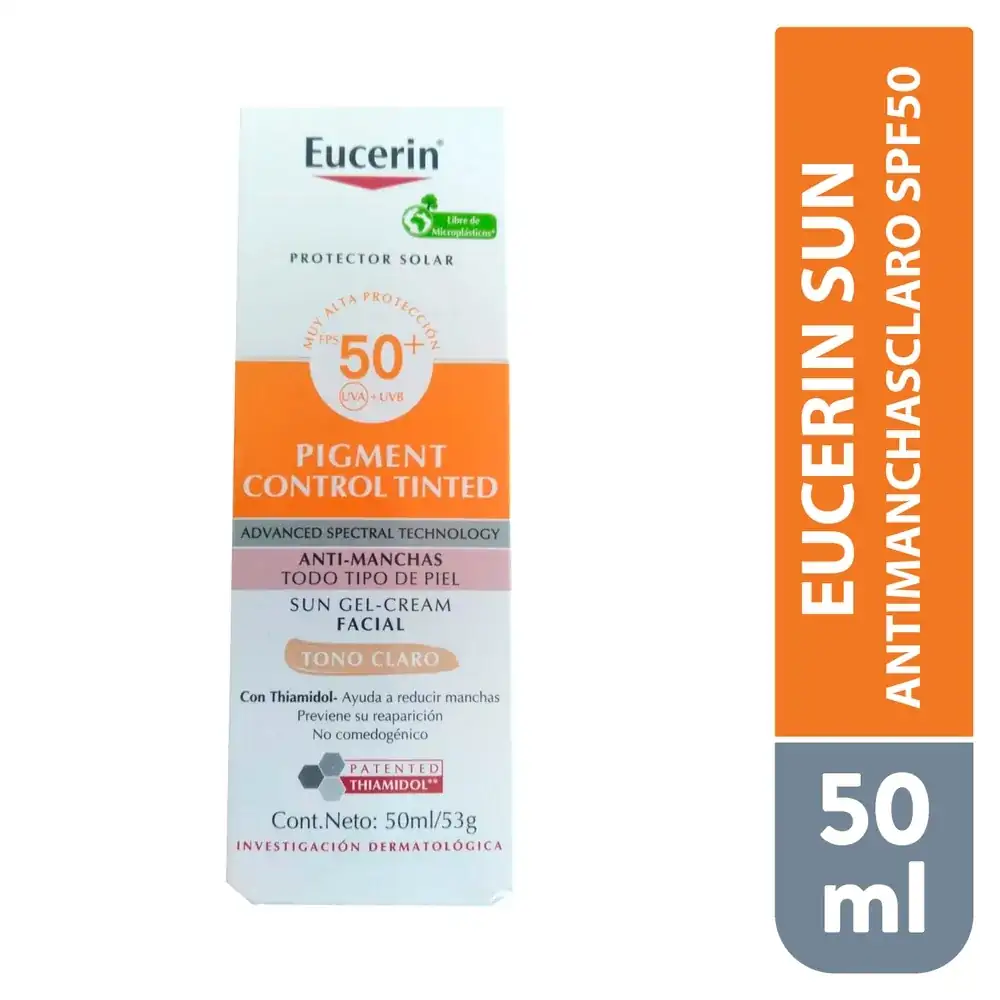 Eucerin®
Libre de
Microplásticos*
PROTECTOR SOLAR
MUY ALTA PROTECCIÓN
FPS 50+
UVA + UVB
PIGMENT
CONTROL TINTED
ADVANCED SPECTRAL TECHNOLOGY
ANTI-MANCHAS
TODO TIPO DE PIEL
SUN GEL-CREAM
FACIAL
TONO CLARO
Con Thiamidol- Ayuda a reducir manchas
Previene su reaparición
No comedogénico
PATENTED
THIAMIDOL**
Cont.Neto: 50ml/53g
INVESTIGACIÓN DERMATOLÓGICA
EUCERIN SUN
ANTIMANCHASCLARO SPF50
50
ml